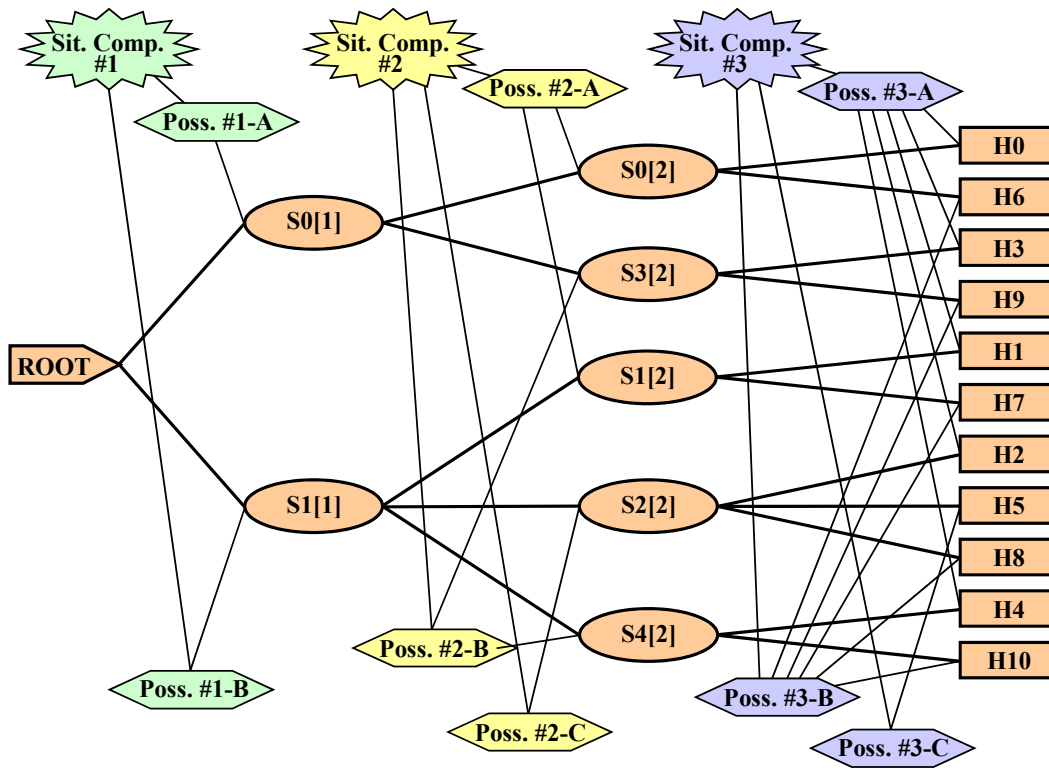 Sit. Comp.
#1
Sit. Comp.
#2
Sit. Comp.
#3
Poss. #1-A
Poss. #2-A
Poss. #3-A
H0
S0[2]
H6
S0[1]
H3
S3[2]
H9
ROOT
H1
S1[2]
H7
H2
S1[1]
S2[2]
H5
H8
H4
S4[2]
Poss. #2-B
H10
Poss. #1-B
Poss. #3-B
Poss. #2-C
Poss. #3-C